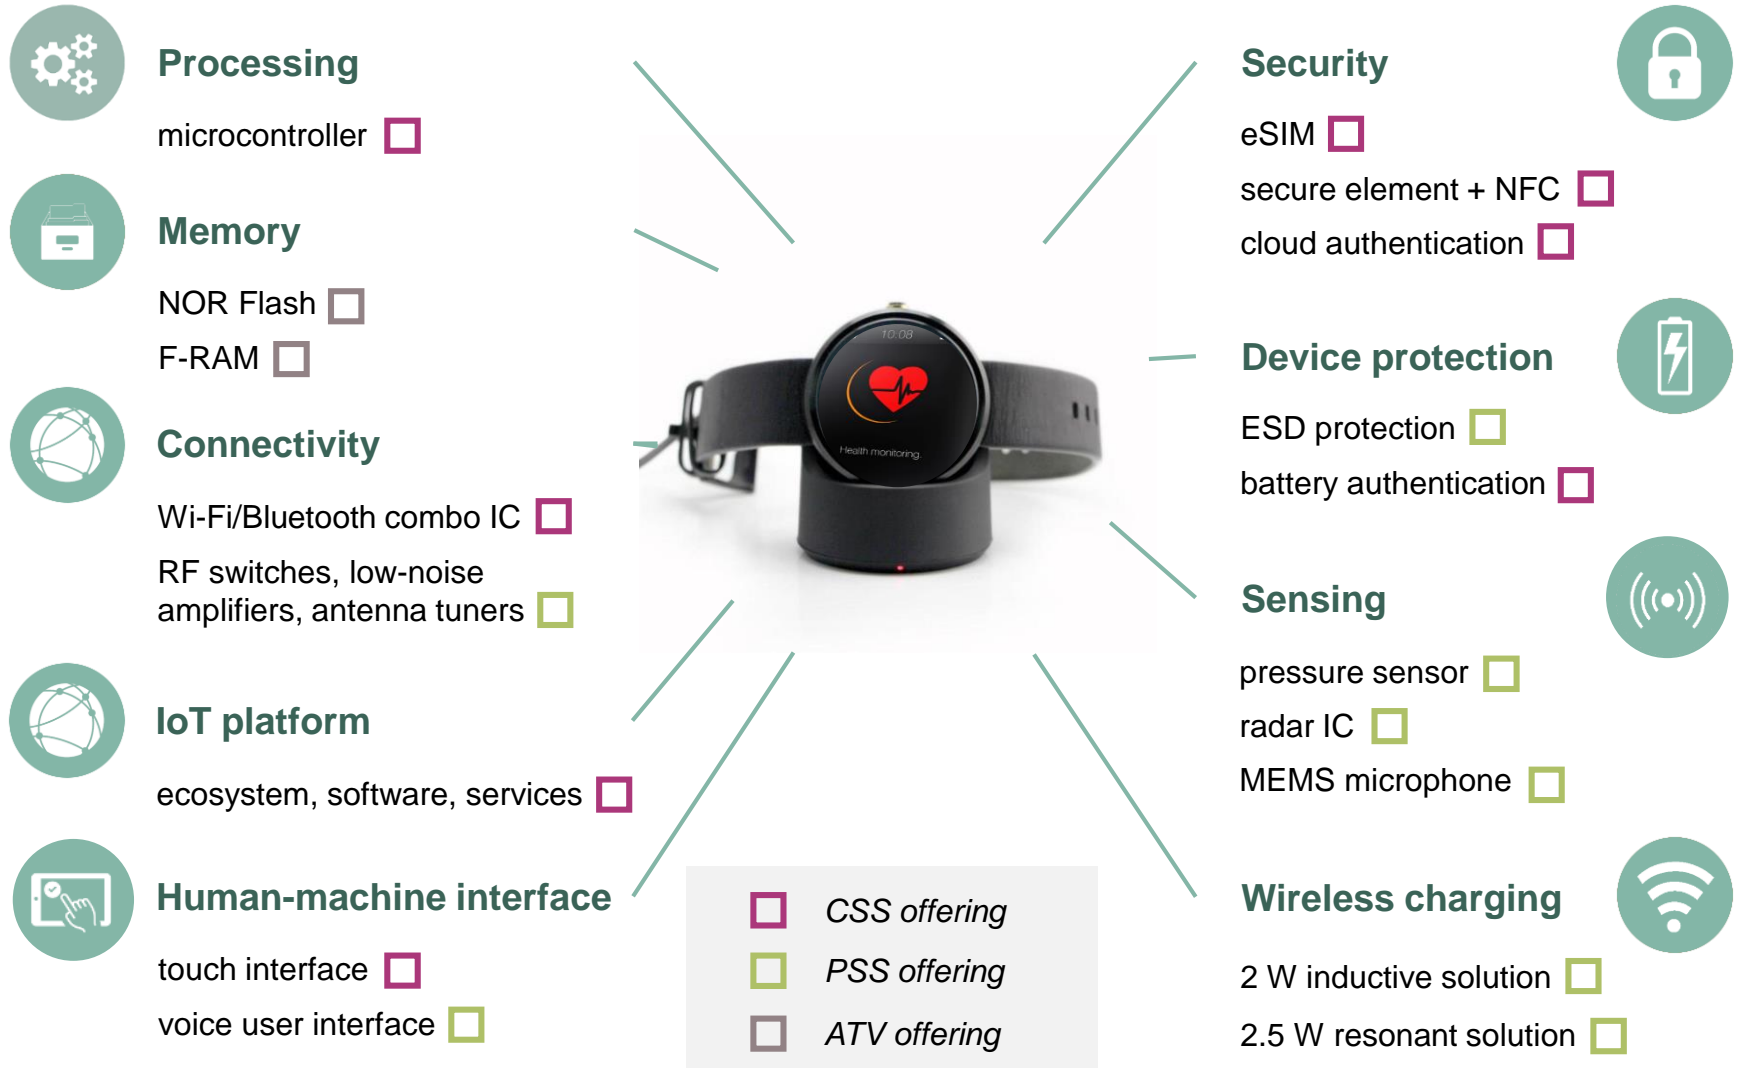 Processing
microcontroller
Memory
NOR Flash
F-RAM
Connectivity
Wi-Fi/Bluetooth combo IC
RF switches, low-noise
amplifiers, antenna tuners
IoT platform
ecosystem, software, services
Human-machine interface
touch interface
voice user interface
10:08
Health monitoring.
CSS offering
PSS offering
ATV offering
Security
eSIM
secure element + NFC
cloud authentication
Device protection
ESD protection
battery authentication
Sensing
pressure sensor
radar IC
MEMS microphone
Wireless charging
2 W inductive solution
2.5 W resonant solution